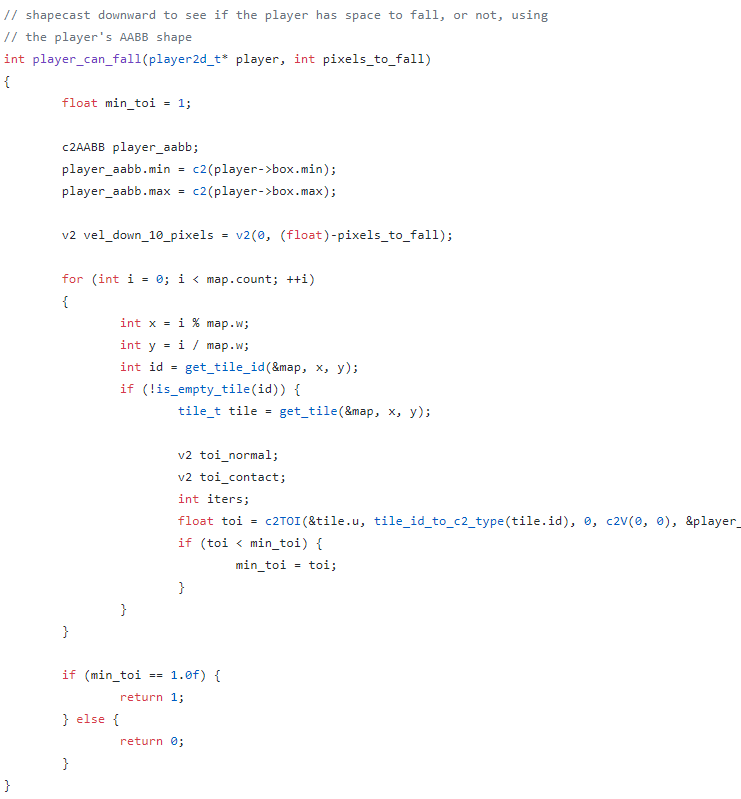 // shapecast downward to see if the player has space to fall, or not, using
// the player's AABB shape
int player_can_fall(player2d_t* player, int pixels_to_fall)
{
float min_toi = 1;
c2AABB player_aabb;
player_aabb.min = c2(player->box.min);
player_aabb.max = c2(player->box.max);
v2 vel_down_10_pixels = v2(0, (float)-pixels_to_fall);
for (int i = 0; i < map.count; ++i)
{
int x = i % map.w;
int y = i / map.w;
int id = get_tile_id(&map, x, y);
if (!is_empty_tile(id)) {
tile_t tile = get_tile(&map, x, y);
v2 toi_normal;
v2 toi_contact;
int iters;
float toi = c2TOI(&tile.u, tile_id_to_c2_type(tile.id), 0, c2V(0, 0), &player_
if (toi < min_toi) {
min_toi = toi;
}
}
}
if (min_toi == 1.0f) {
return 1;
} else {
return 0;
}
}